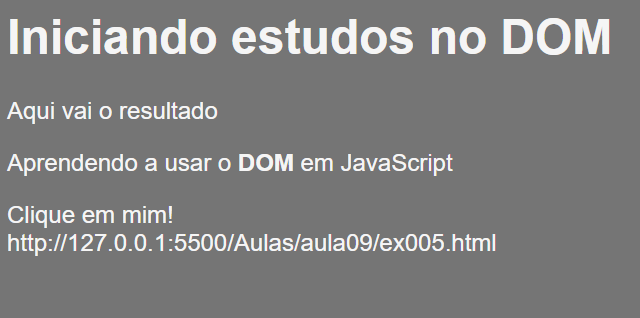 Iniciando estudos no DOM
Aqui vai o resultado
Aprendendo a usar o DOM em JavaScript
Clique em mim!
http://127.0.0.1:5500/Aulas/aula09/ex005.html